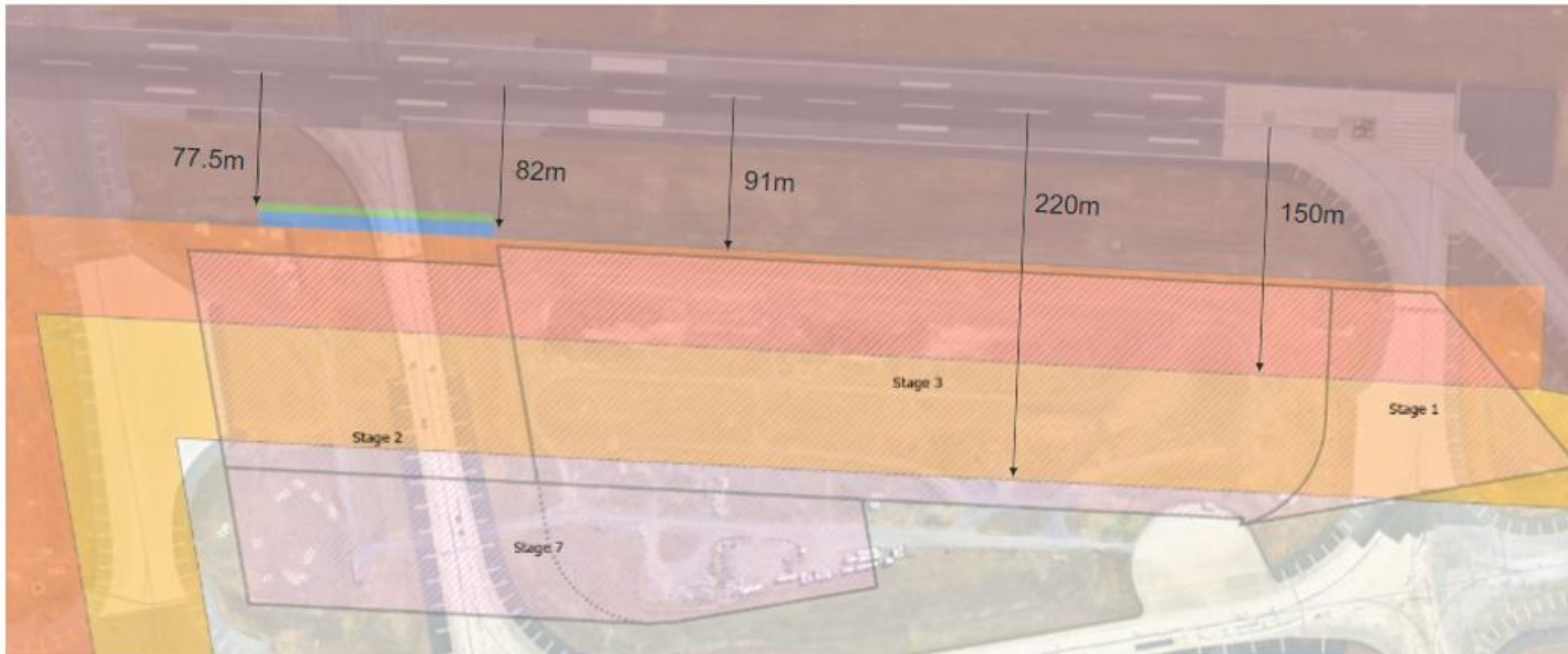 77.5m
82m
91m
220m
150m
Stage 3
Stage 1
Stage 2
Stage 7